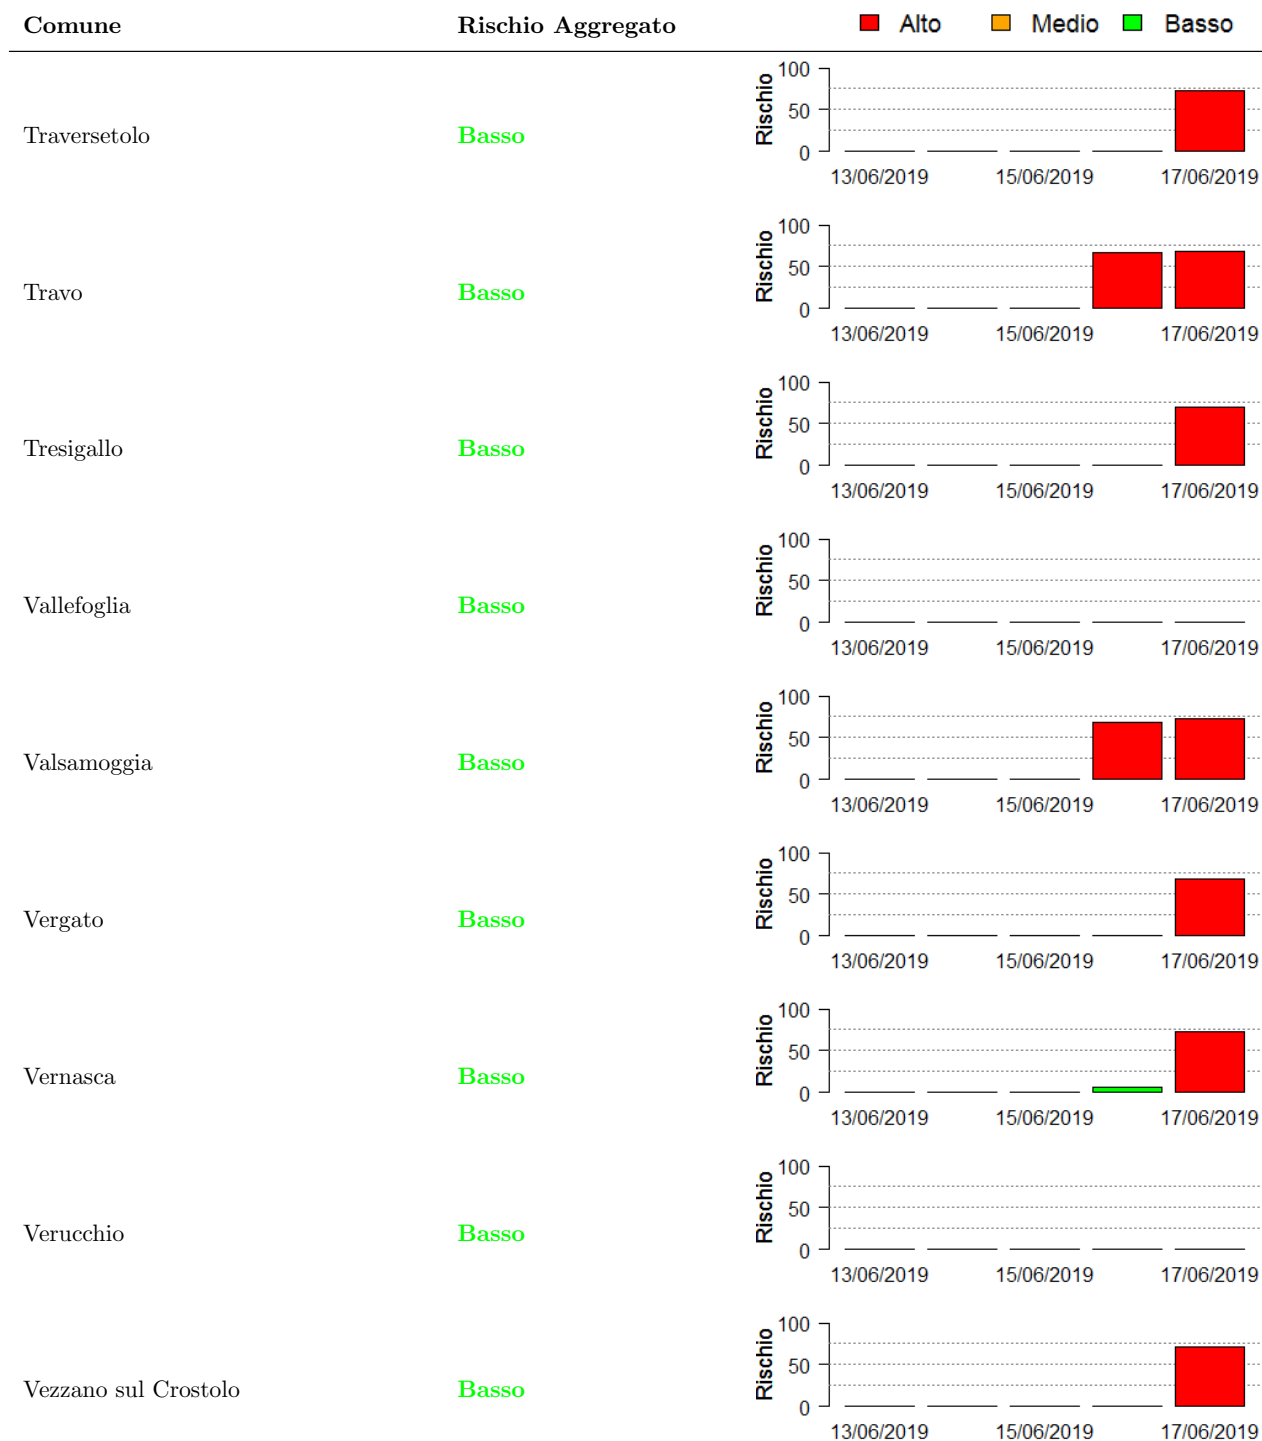 Comune Rischio Aggregato Alto Medio Basso
Traversetolo Basso Rischio 100 50 0
13/06/2019 15/06/2019 17/06/2019
Travo Basso Rischio 100 50 0
13/06/2019 15/06/2019 17/06/2019
Tresigallo Basso Rischio 100 50 0
13/06/2019 15/06/2019 17/06/2019
Vallefoglia Basso Rischio 100 50 0
13/06/2019 15/06/2019 17/06/2019
Valsamoggia Basso Rischio 100 50 0
13/06/2019 15/06/2019 17/06/2019
Vergato Basso Rischio 100 50 0
13/06/2019 15/06/2019 17/06/2019
Vernasca Basso Rischio 100 50 0
13/06/2019 15/06/2019 17/06/2019
Verucchio Basso Rischio 100 50 0
13/06/2019 15/06/2019 17/06/2019
Vezzano sul Crostolo Basso Rischio 100 50 0
13/06/2019 15/06/2019 17/06/2019